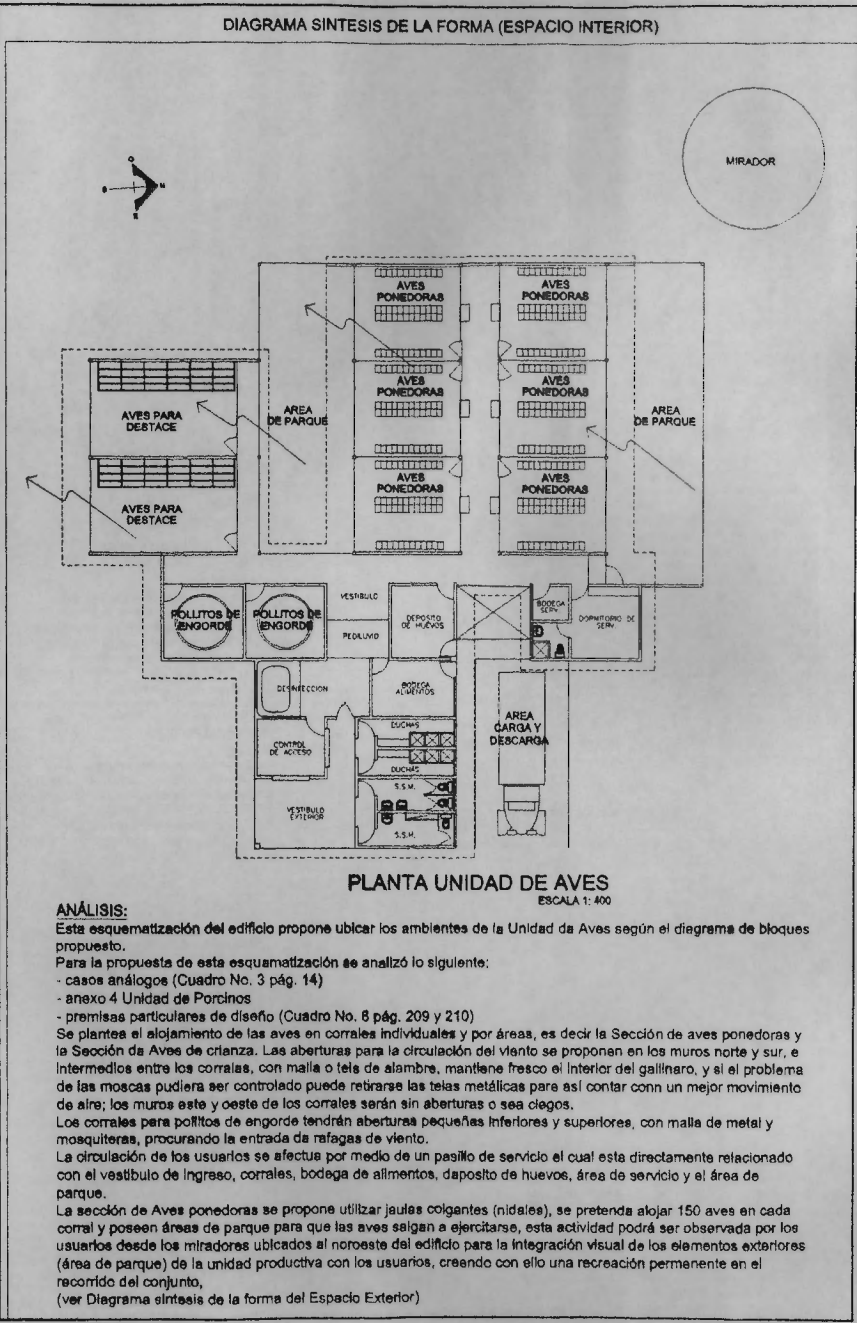 DIAGRAMA SINTESIS DE LA FORMA (ESPACIO INTERIOR)
MIRADOR
O
S
N
E
AVES
PONEDORAS
AVES
PONEDORAS
AVES
PONEDORAS
AVES
PONEDORAS
AVES PARA
DESTACE
AREA
DE PARQUE
AREA
DE PARQUE
AVES
PONEDORAS
AVES
PONEDORAS
AVES PARA
DESTACE
POLLITOS DE
ENGORDE
POLLITOS DE
ENGORDE
VESTIBULO
PEDILUVIO
DEPOSITO
DE HUEVOS
BODEGA
SERV.
DORMITORIO DE
SERV.
DESINFECCION
BODEGA
ALIMENTOS
AREA
CARGA Y
DESCARGA
CONTROL
DE ACCESO
DUCHAS
DUCHAS
VESTIBULO
EXTERIOR
S.S.M.
S.S.H.
PLANTA UNIDAD DE AVES
ESCALA 1: 400
ANÁLISIS:
Esta esquematización del edificio propone ubicar los ambientes de la Unidad da Aves según el diegrama de bloques
propuesto.
Para la propuesta de esta esquamatización se analizó lo siguiente:
- casos análogos (Cuadro No. 3 pág. 14)
- anexo 4 Unidad de Porcinos
- premisas particulares de diseño (Cuadro No. 6 pág. 209 y 210)
Se plantea el alojamiento de las aves en corrales individuales y por áreas, es decir la Sección de aves ponedoras y
la Sección da Aves de crianza. Las aberturas para la circulación del viento se proponen en los muros norte y sur, e
intermedios entre los corralas, con malla o tels de alambre, mantiene fresco el interior del gallinaro, y si el problema
de las moscas pudiera ser controlado puede retirarse las telas metálicas pare así contar conn un mejor movimiento
de aire; los muros este y oeste de los corrales serán sin aberturas o sea ciegos.
Los corrales para pollitos de engorde tendrán aberturas pequeñas inferiores y superiores, con malla de metal y
mosquiteras, procurando la entrada da rafagas de viento.
La circulación de los usuarios se afectua por medio de un pasillo de servicio el cual esta directamente relacionado
con el vestíbulo de ingraso, corrales, bodega de alimentos, daposito de huevos, área de servicio y el área de
parque.
La sección de Aves ponedoras se propone utilizar jaulas colgantes (nidales), se pretenda alojar 150 aves en cada
corral y poseen áreas de parque para que las aves salgan a ejercitarse, esta actividad podrá ser observada por los
usuarios desde los miradores ubicados al noroeste dal edificio para la integración visual de los elementos exteriores
(área de parque) de la unidad productiva con los usuarios, creando con ello una recreación permanente en el
recorrido del conjunto,
(ver Diagrama sintesis de la forma del Espacio Exterior)